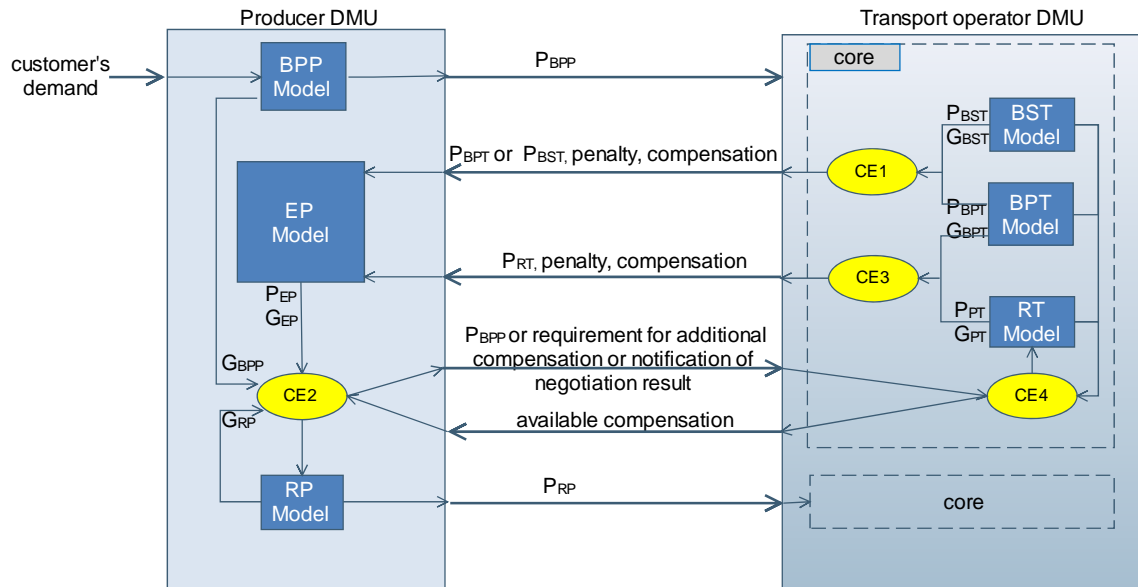 Producer DMU
Transport operator DMU
customer's
demand
BPP
Model
PBPP
core
PBST
GBST
BST
Model
PBPT or PBST, penalty, compensation
CE1
EP
Model
PBPT
GBPT
BPT
Model
PRT, penalty, compensation
CE3
PEP
GEP
PPT
GPT
RT
Model
PBPP or requirement for additional
compensation or notification of
negotiation result
GBPP
CE2
CE4
GRP
available compensation
RP
Model
PRP
core